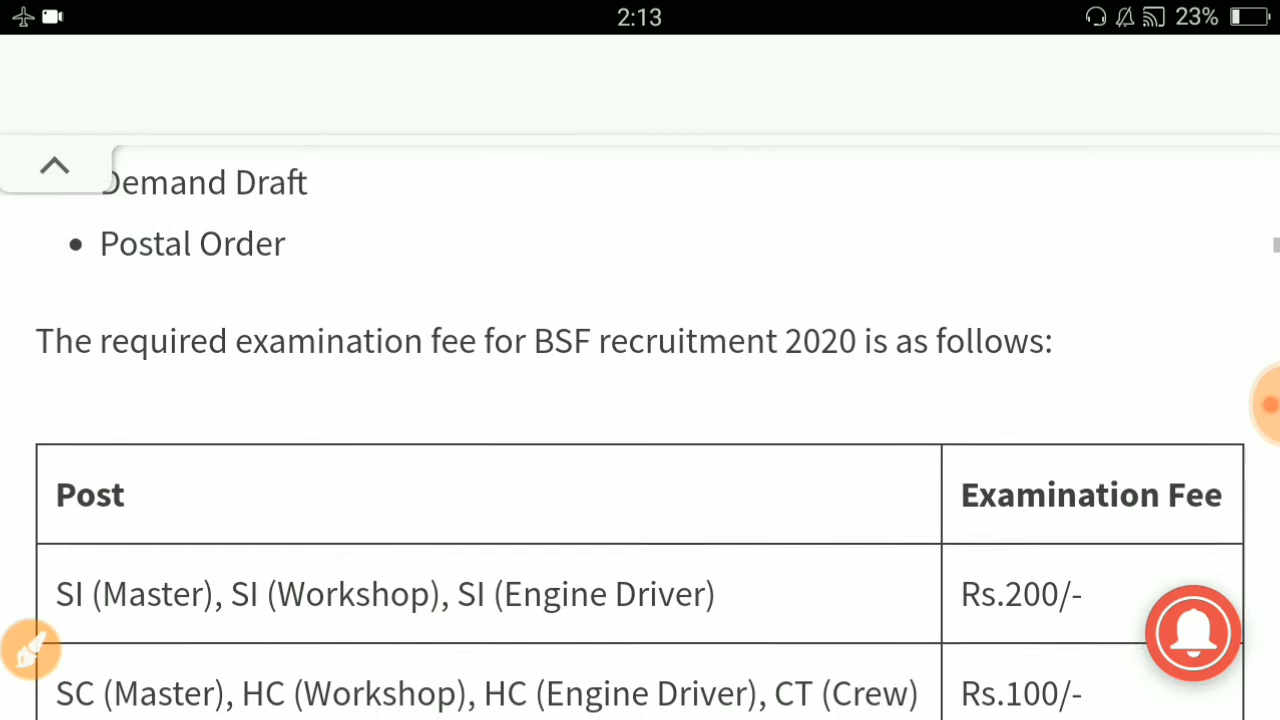 2:13
23%
Demand Draft
• Postal Order
The required examination fee for BSF recruitment 2020 is as follows:
Post Examination Fee
SI (Master), SI (Workshop), SI (Engine Driver) Rs.200/-
SC (Master), HC (Workshop), HC (Engine Driver), CT (Crew) Rs.100/-